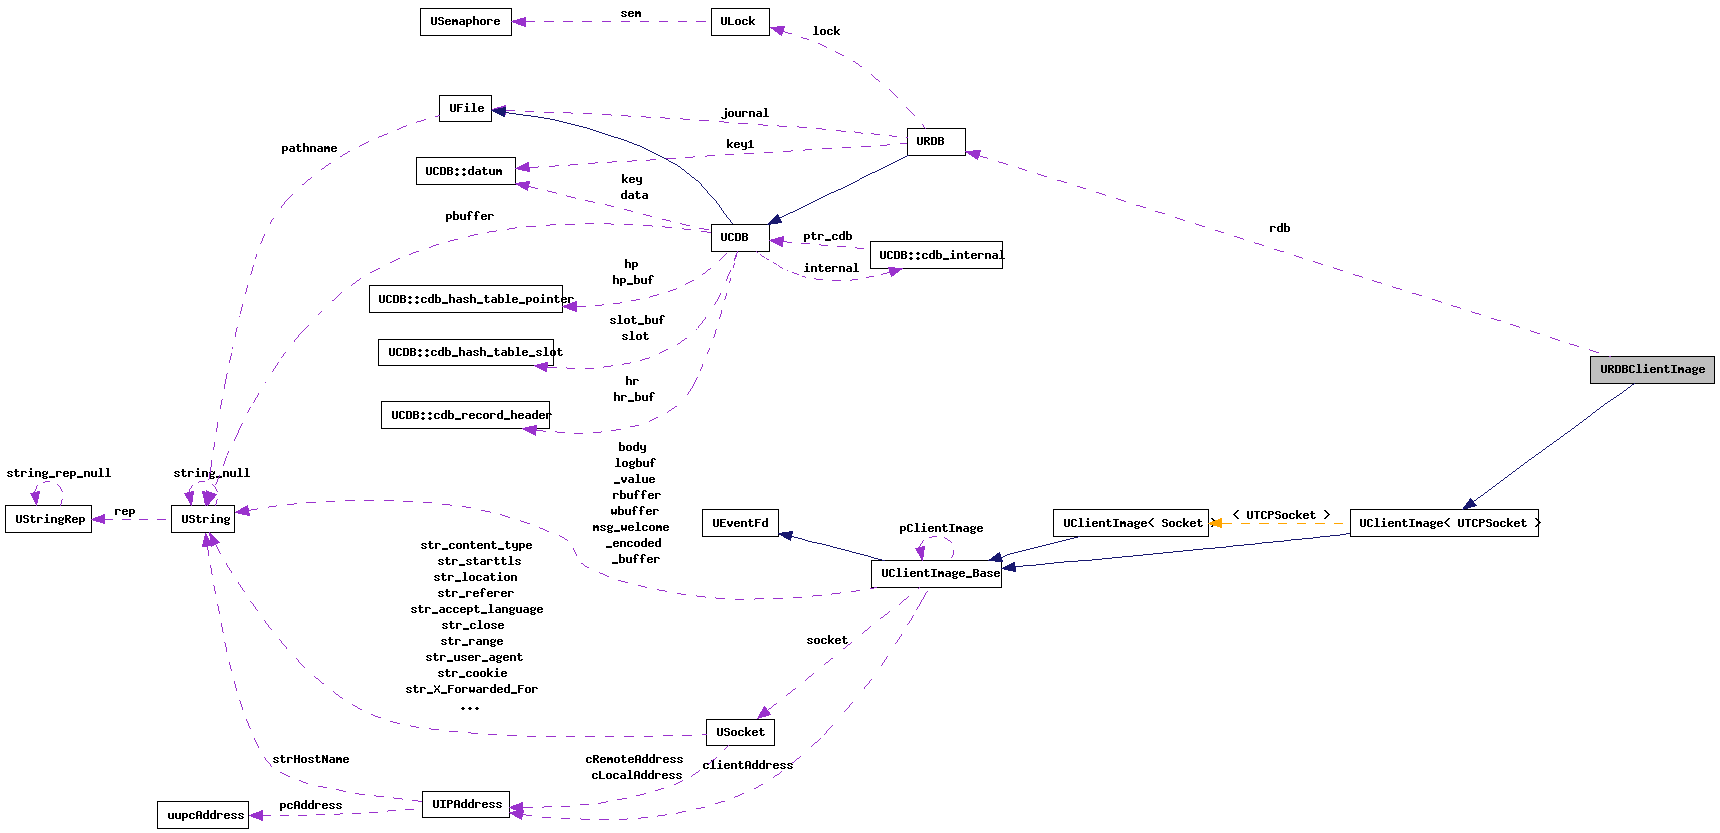 USemaphore
sem
ULock
lock
UFile
journal
URDB
pathname
key1
UCDB::datum
key
data
pbuffer
UCDB
ptr_cdb
UCDB::cdb_internal
internal
rdb
hp
hp_buf
UCDB::cdb_hash_table_pointer
slot_buf
slot
UCDB::cdb_hash_table_slot
URDBClientImage
hr
hr_buf
UCDB::cdb_record_header
body
logbuf
_value
rbuffer
wbuffer
msg_welcome
_encoded
_buffer
string_rep_null
string_null
UStringRep
rep
UString
UEventFd
pClientImage
UClientImage< Socket >
< UTCPSocket >
UClientImage< UTCPSocket >
UClientImage_Base
str_content_type
str_starttls
str_location
str_referer
str_accept_language
str_close
str_range
str_user_agent
str_cookie
str_X_Forwarded_For
...
socket
USocket
strHostName
cRemoteAddress
cLocalAddress
clientAddress
UIPAddress
pcAddress
uupcAddress